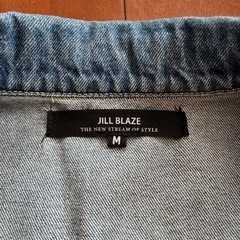 JILL BLAZE
THE NEW STREAM OF STYLE
M